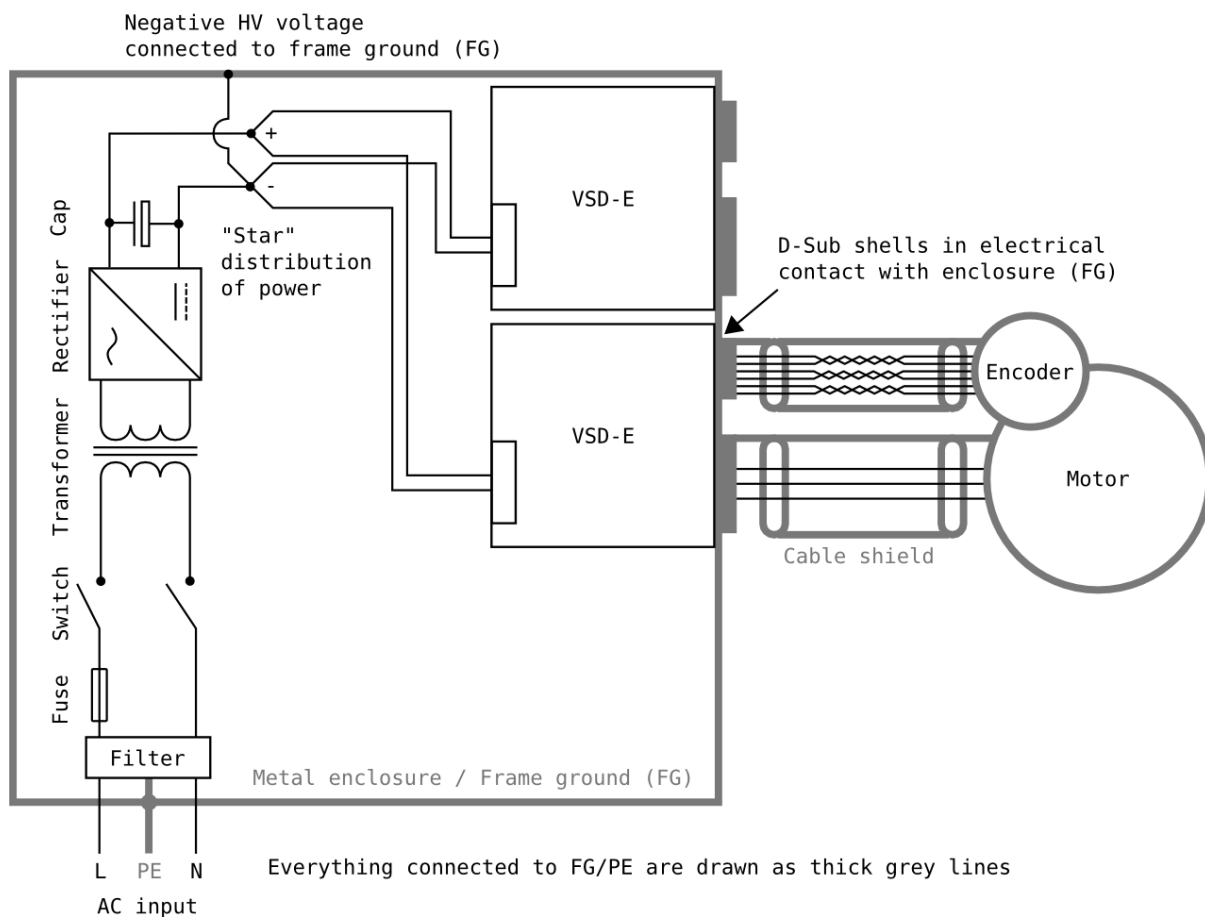 Negative HV voltage
connected to frame ground (FG)
+
-
"Star"
distribution
of power
Cap
Rectifier
Transformer
Switch
Fuse
Filter
VSD-E
VSD-E
D-Sub shells in electrical
contact with enclosure (FG)
Encoder
Motor
Cable shield
Metal enclosure / Frame ground (FG)
L PE N
AC input
Everything connected to FG/PE are drawn as thick grey lines